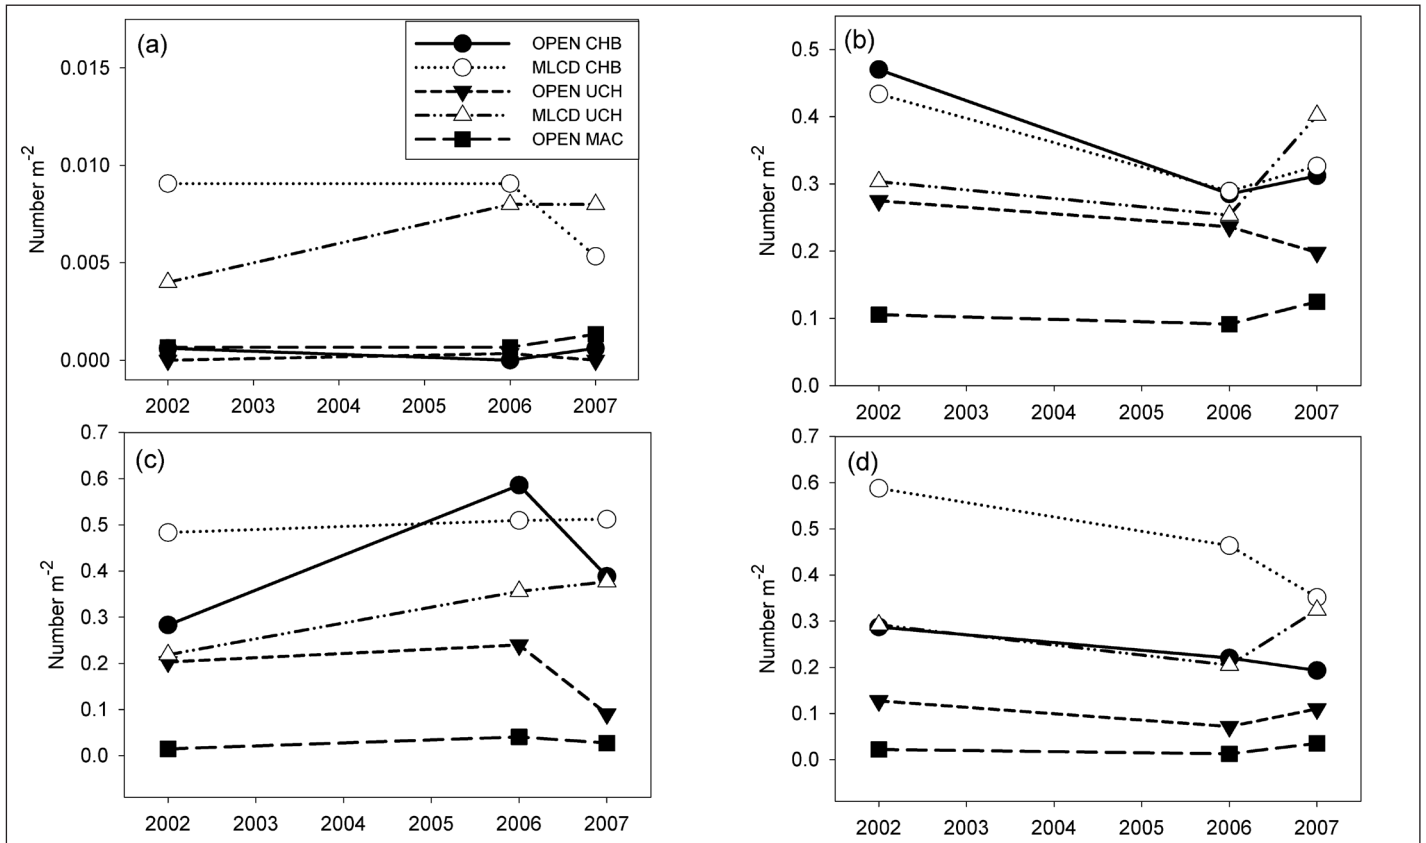 (a)
OPEN CHB
MLCD CHB
OPEN UCH
MLCD UCH
OPEN MAC
Number m-2
0.015
0.010
0.005
0.000
2002 2003 2004 2005 2006 2007
(b)
Number m-2
0.5
0.4
0.3
0.2
0.1
0.0
2002 2003 2004 2005 2006 2007
(c)
Number m-2
0.7
0.6
0.5
0.4
0.3
0.2
0.1
0.0
2002 2003 2004 2005 2006 2007
(d)
Number m-2
0.7
0.6
0.5
0.4
0.3
0.2
0.1
0.0
2002 2003 2004 2005 2006 2007